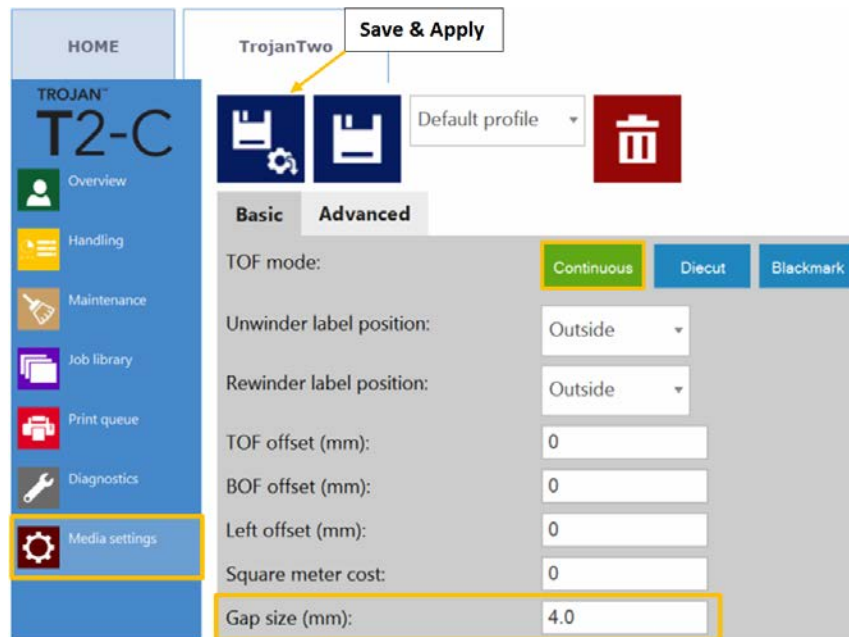 Save & Apply
HOME
TrojanTwo
TROJAN™
T2-C
Default profile
Overview
Handling
Maintenance
Job library
Print queue
Diagnostics
Media settings
Basic Advanced
TOF mode: Continuous Diecut Blackmark
Unwinder label position: Outside
Rewinder label position: Outside
TOF offset (mm): 0
BOF offset (mm): 0
Left offset (mm): 0
Square meter cost: 0
Gap size (mm): 4.0